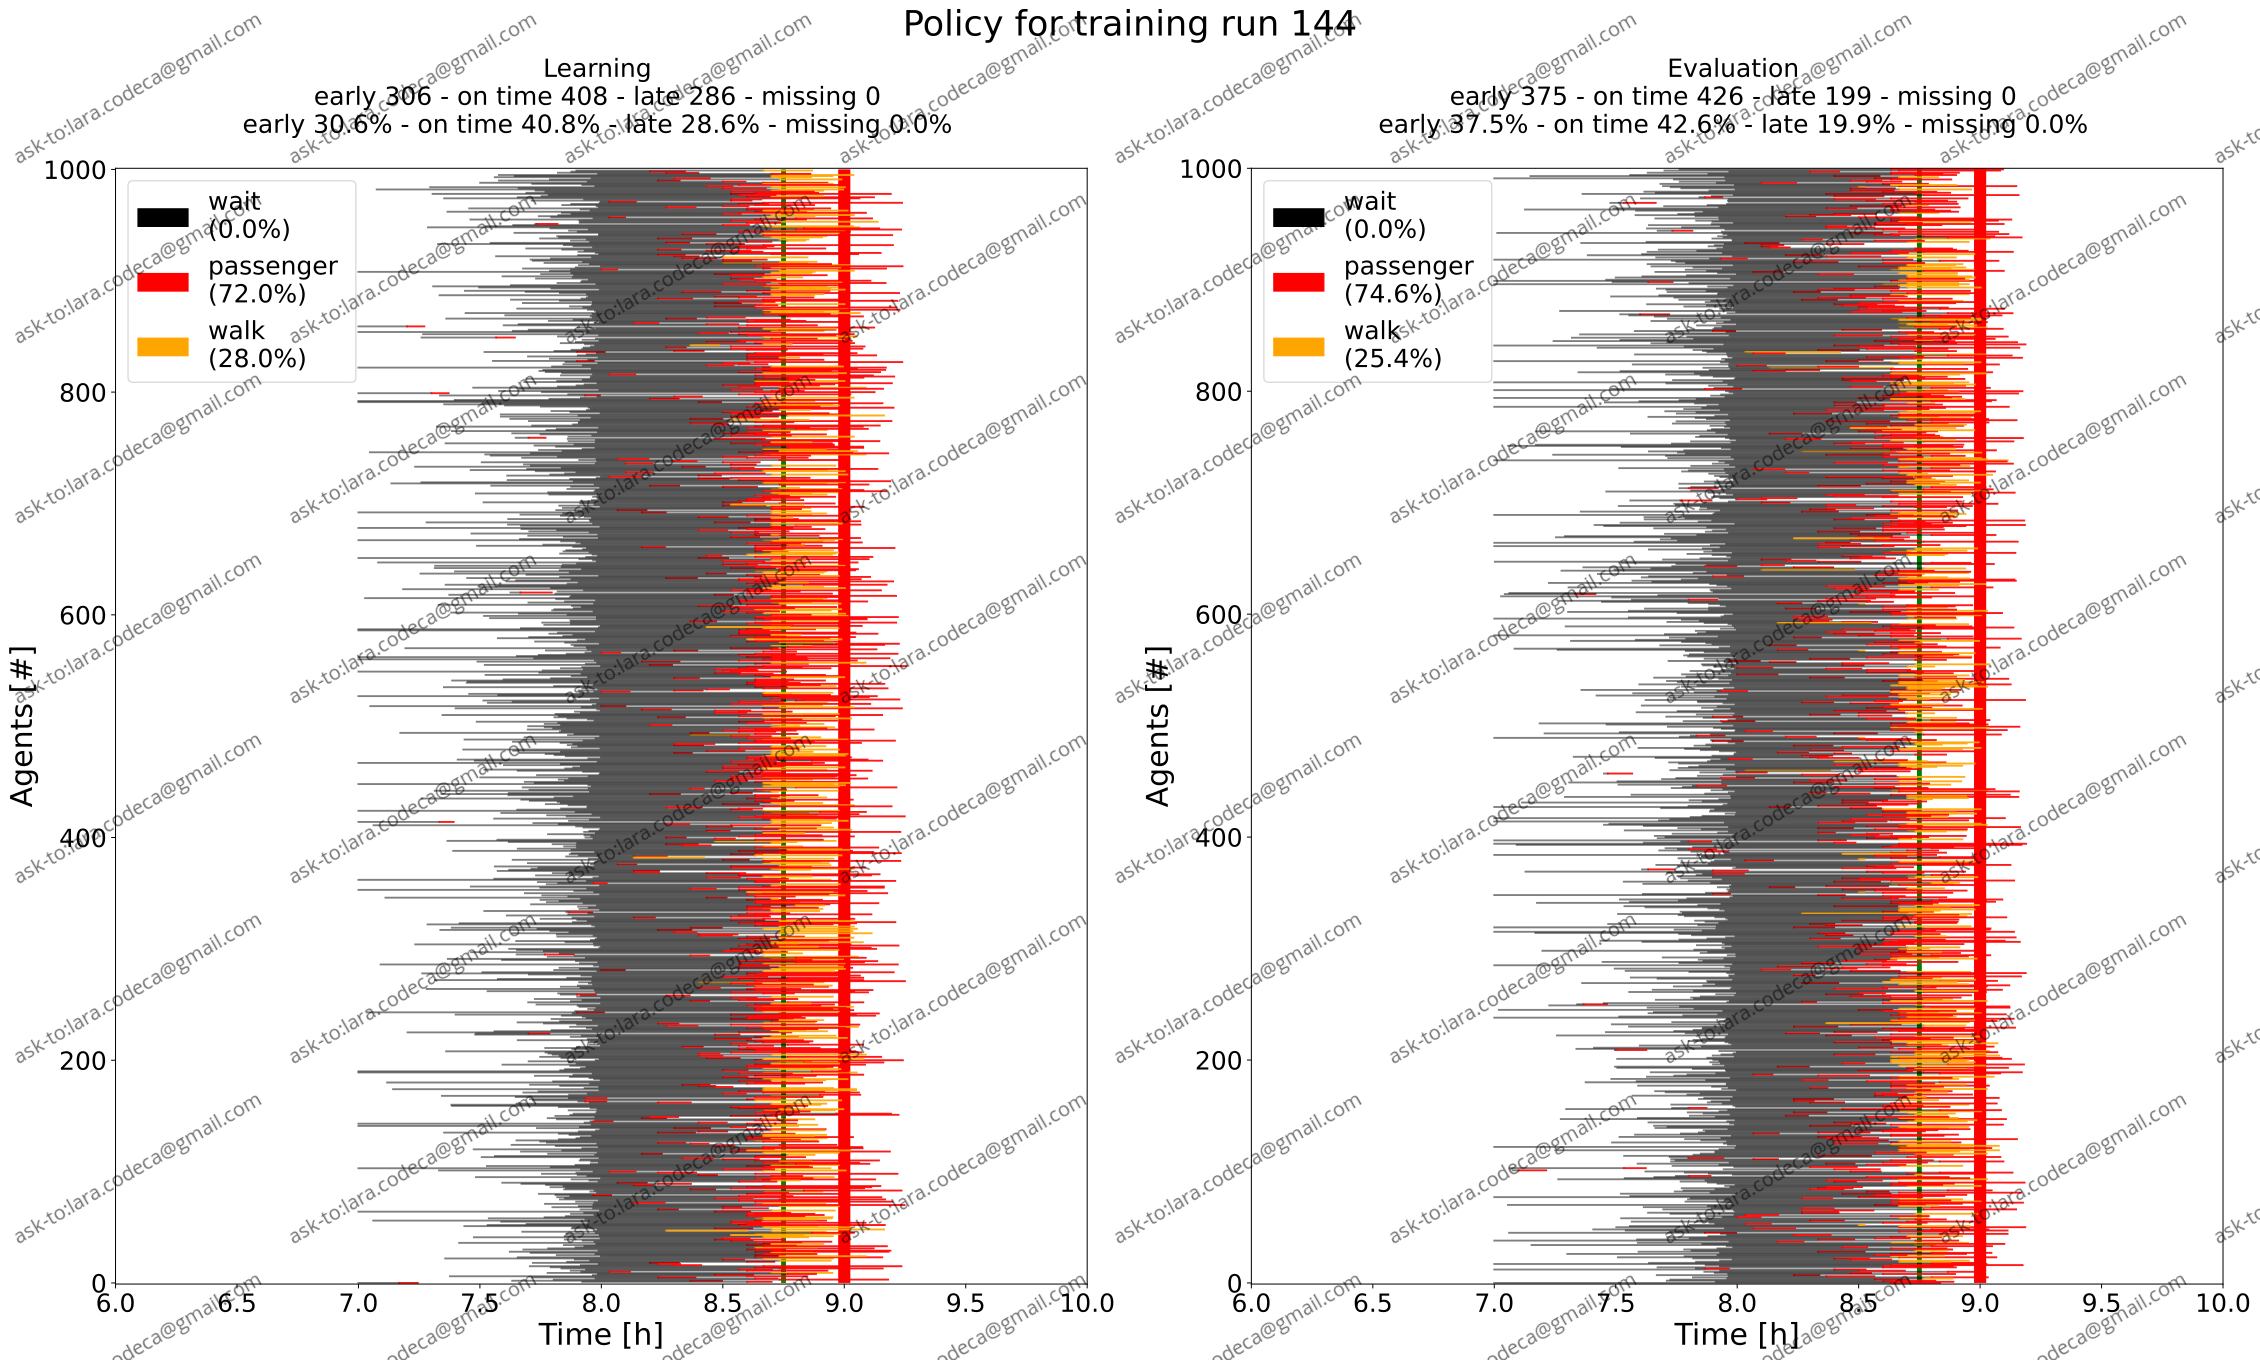 Policy for training run 144
Learning
early 306 - on time 408 - late 286 - missing 0
early 30.6% - on time 40.8% - late 28.6% - missing 0.0%
wait
(0.0%)
passenger
(72.0%)
walk
(28.0%)
1000
800
600
400
200
0
Agents [#]
6.0 6.5 7.0 7.5 8.0 8.5 9.0 9.5 10.0
Time [h]
Evaluation
early 375 - on time 426 - late 199 - missing 0
early 37.5% - on time 42.6% - late 19.9% - missing 0.0%
wait
(0.0%)
passenger
(74.6%)
walk
(25.4%)
1000
800
600
400
200
0
Agents [#]
6.0 6.5 7.0 7.5 8.0 8.5 9.0 9.5 10.0
Time [h]
ask-to:lara.codeca@gmail.com